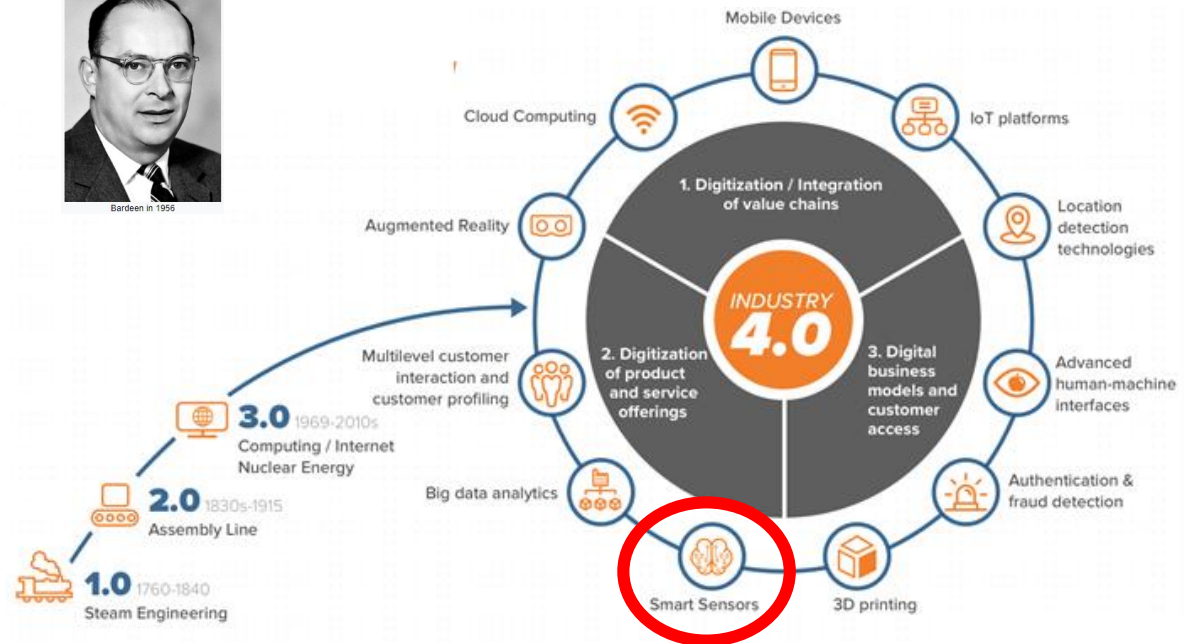 Bardeen in 1956
Mobile Devices
Cloud Computing
IoT platforms
1. Digitization / Integration
of value chains
Augmented Reality
Location
detection
technologies
INDUSTRY
4.0
Multilevel customer
interaction and
customer profiling
2. Digitization
of product
and service
offerings
3. Digital
business
models and
customer
access
Advanced
human-machine
interfaces
3.0 1969-2010s
Computing / Internet
Nuclear Energy
Big data analytics
Authentication &
fraud detection
2.0 1830s-1915
Assembly Line
1.0 1760-1840
Steam Engineering
Smart Sensors
3D printing